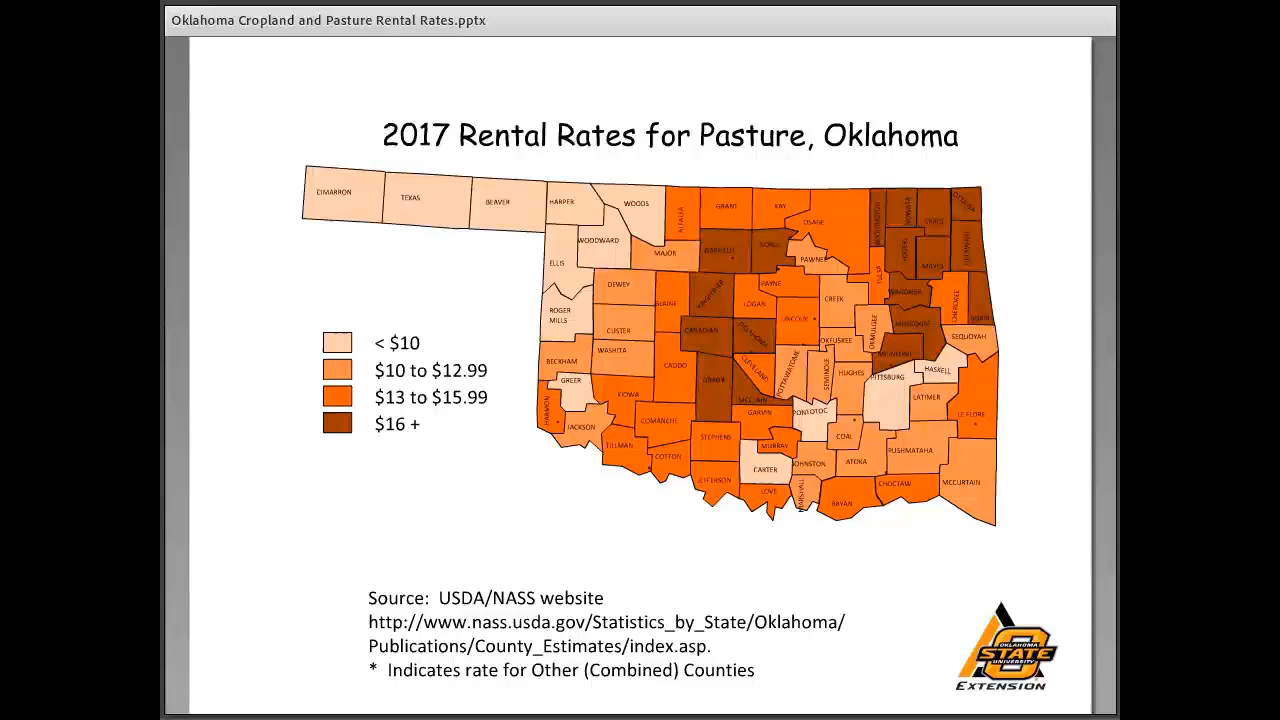 Oklahoma Cropland and Pasture Rental Rates.pptx
2017 Rental Rates for Pasture, Oklahoma
CIMARRON
TEXAS
BEAVER
HARPER
WOODS
ALFALFA
GRANT
KAY
OSAGE
WASHINGTON
NOWATA
CRAIG
OTTAWA
WOODWARD
MAJOR
GARFIELD
NOBLE
PAWNEE
ROGERS
MAYES
DELAWARE
ELLIS
TULSA
DEWEY
BLAINE
KINGFISHER
LOGAN
PAYNE
CREEK
WAGONER
CHEROKEE
ADAIR
ROGER
MILLS
CUSTER
CANADIAN
OKLAHOMA
LINCOLN
OKMULGEE
MUSKOGEE
SEQUOYAH
OKFUSKEE
BECKHAM
WASHITA
CADDO
GRADY
CLEVELAND
POTTAWATOMIE
SEMINOLE
HUGHES
MCINTOSH
PITTSBURG
HASKELL
GREER
KIOWA
MCCLAIN
LATIMER
LE FLORE
HARMON
JACKSON
COMANCHE
GARVIN
PONTOTOC
COAL
TILLMAN
COTTON
STEPHENS
MURRAY
CARTER
JOHNSTON
ATOKA
PUSHMATAHA
JEFFERSON
LOVE
MARSHALL
BRYAN
CHOCTAW
MCCURTAIN
< $10
$10 to $12.99
$13 to $15.99
$16 +
Source: USDA/NASS website
http://www.nass.usda.gov/Statistics_by_State/Oklahoma/
Publications/County_Estimates/index.asp.
* Indicates rate for Other (Combined) Counties
OKLAHOMA
STATE
UNIVERSITY
EXTENSION